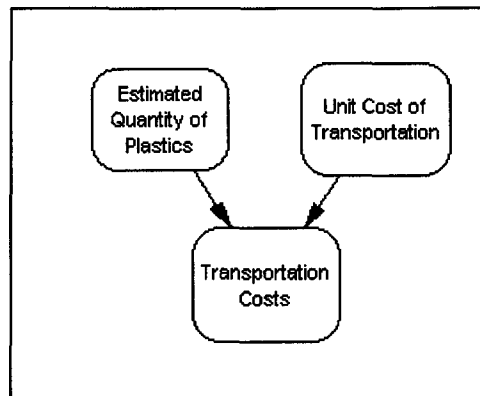 Estimated
Quantity of
Plastics
Unit Cost of
Transportation
Transportation
Costs